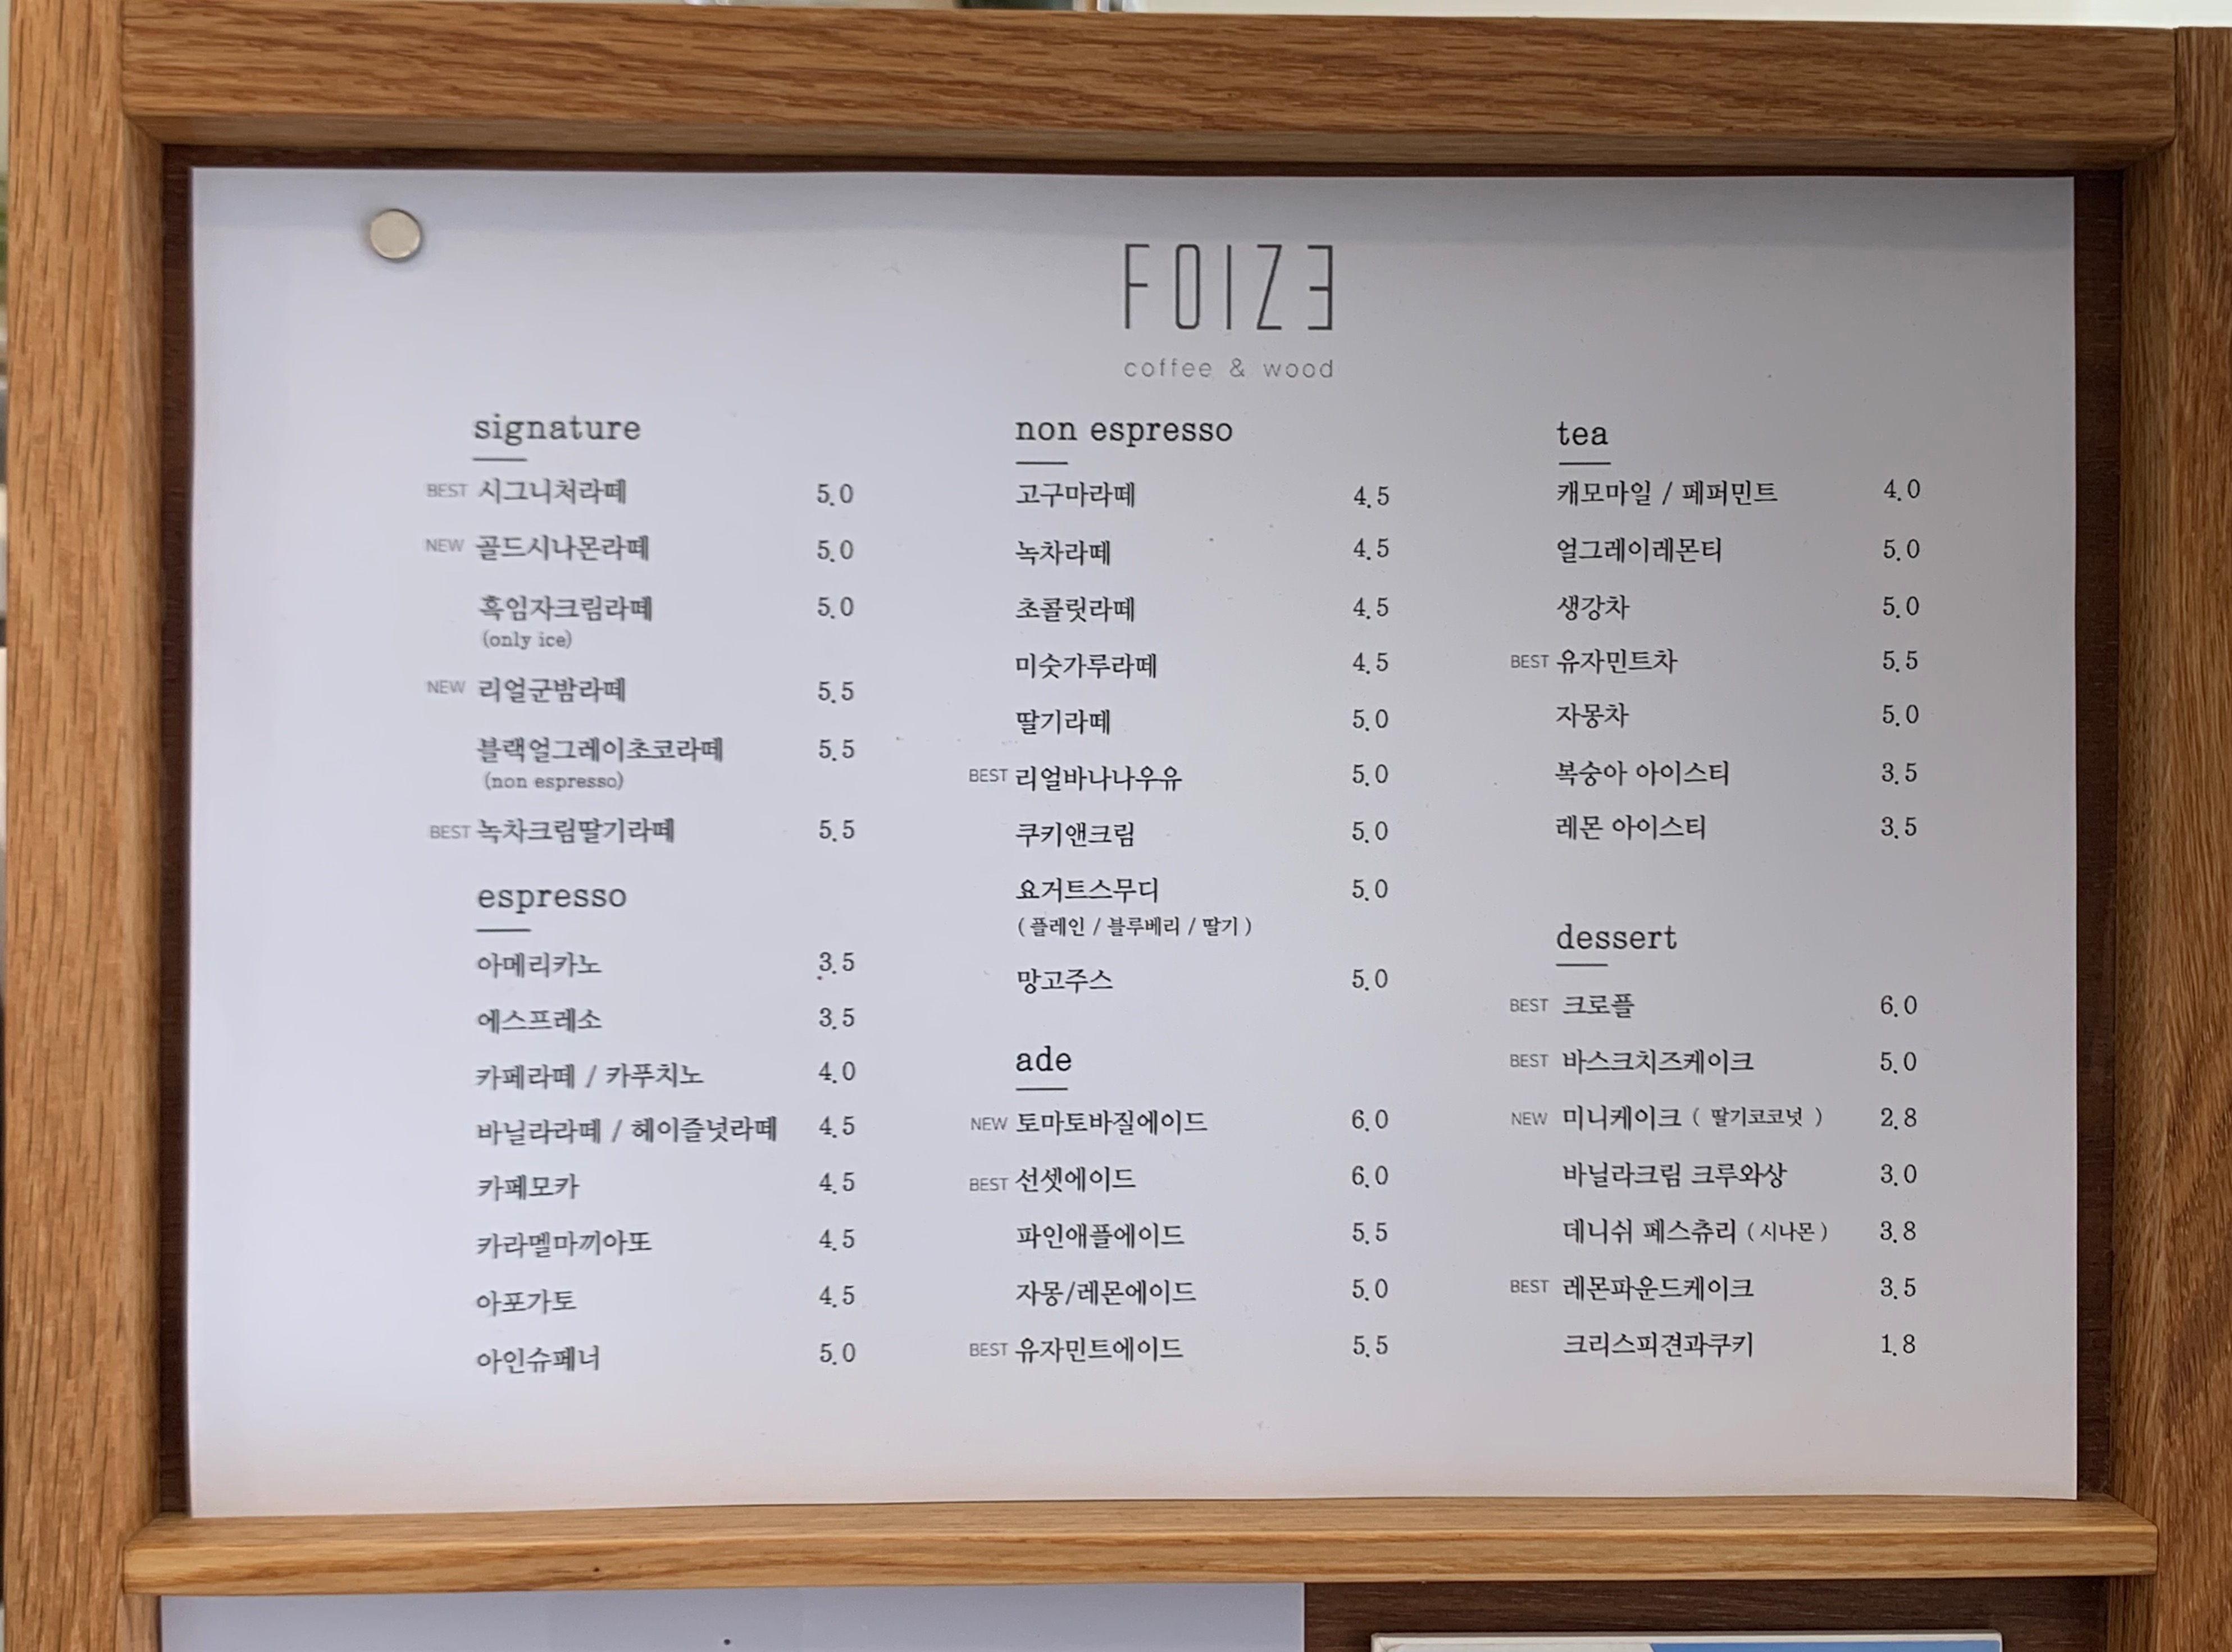 FOIZE
coffee & wood
signature
BEST 시그니처라떼 5.0
NEW 골드시나몬라떼 5.0
흑임자크림라떼 5.0
(only ice)
NEW 리얼군밤라떼 5.5
블랙얼그레이초코라떼 5.5
(non espresso)
BEST 녹차크림딸기라떼 5.5
espresso
아메리카노 3.5
에스프레소 3.5
카페라떼 / 카푸치노 4.0
바닐라라떼 / 헤이즐넛라떼 4.5
카페모카 4.5
카라멜마끼아또 4.5
아포가토 4.5
아인슈페너 5.0
non espresso
고구마라떼 4.5
녹차라떼 4.5
초콜릿라떼 4.5
미숫가루라떼 4.5
딸기라떼 5.0
BEST 리얼바나나우유 5.0
쿠키앤크림 5.0
요거트스무디 5.0
( 플레인 / 블루베리 / 딸기 )
망고주스 5.0
ade
NEW 토마토바질에이드 6.0
BEST 선셋에이드 6.0
파인애플에이드 5.5
자몽/레몬에이드 5.0
BEST 유자민트에이드 5.5
tea
캐모마일 / 페퍼민트 4.0
얼그레이레몬티 5.0
생강차 5.0
BEST 유자민트차 5.5
자몽차 5.0
복숭아 아이스티 3.5
레몬 아이스티 3.5
dessert
BEST 크로플 6.0
BEST 바스크치즈케이크 5.0
NEW 미니케이크 ( 딸기코코넛 ) 2.8
바닐라크림 크루와상 3.0
데니쉬 페스츄리 ( 시나몬 ) 3.8
BEST 레몬파운드케이크 3.5
크리스피견과쿠키 1.8